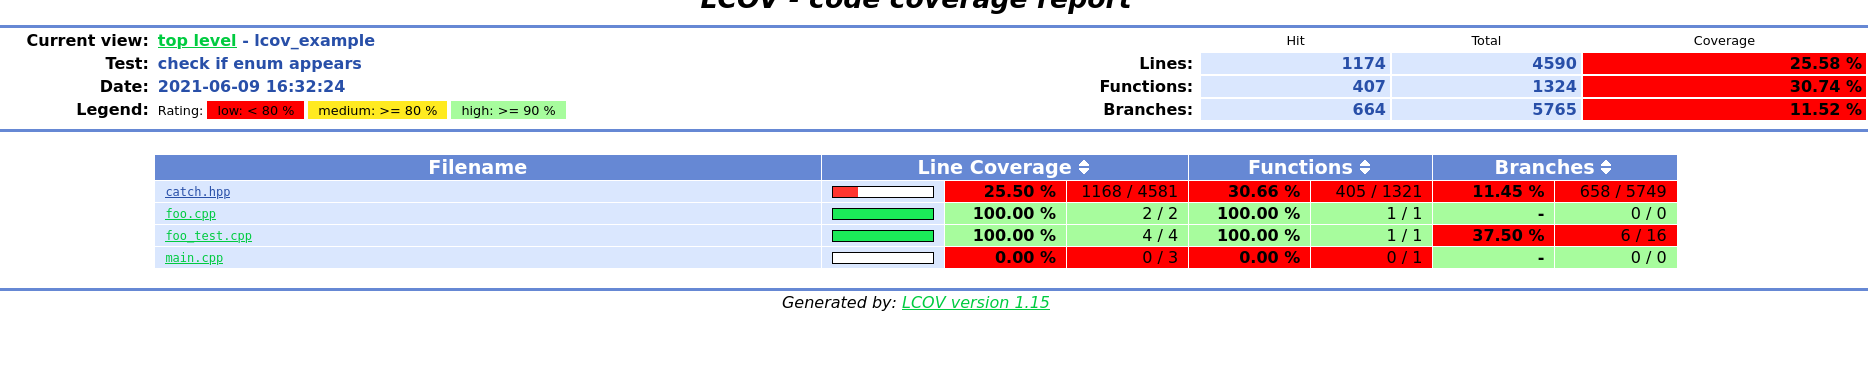 LCOV - code coverage report
Current view: top level - lcov_example Hit Total Coverage
Test: check if enum appears Lines: 1174 4590 25.58 %
Date: 2021-06-09 16:32:24 Functions: 407 1324 30.74 %
Legend: Rating: low: < 80 % medium: >= 80 % high: >= 90 % Branches: 664 5765 11.52 %
Filename Line Coverage Functions Branches
catch.hpp 25.50 % 1168 / 4581 30.66 % 405 / 1321 11.45 % 658 / 5749
foo.cpp 100.00 % 2 / 2 100.00 % 1 / 1 - 0 / 0
foo_test.cpp 100.00 % 4 / 4 100.00 % 1 / 1 37.50 % 6 / 16
main.cpp 0.00 % 0 / 3 0.00 % 0 / 1 - 0 / 0
Generated by: LCOV version 1.15